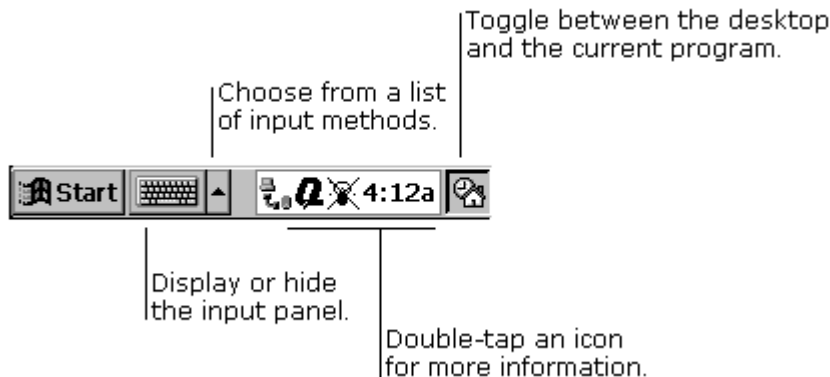 Toggle between the desktop
and the current program.
Choose from a list
of input methods.
Start
4:12a
Display or hide
the input panel.
Double-tap an icon
for more information.